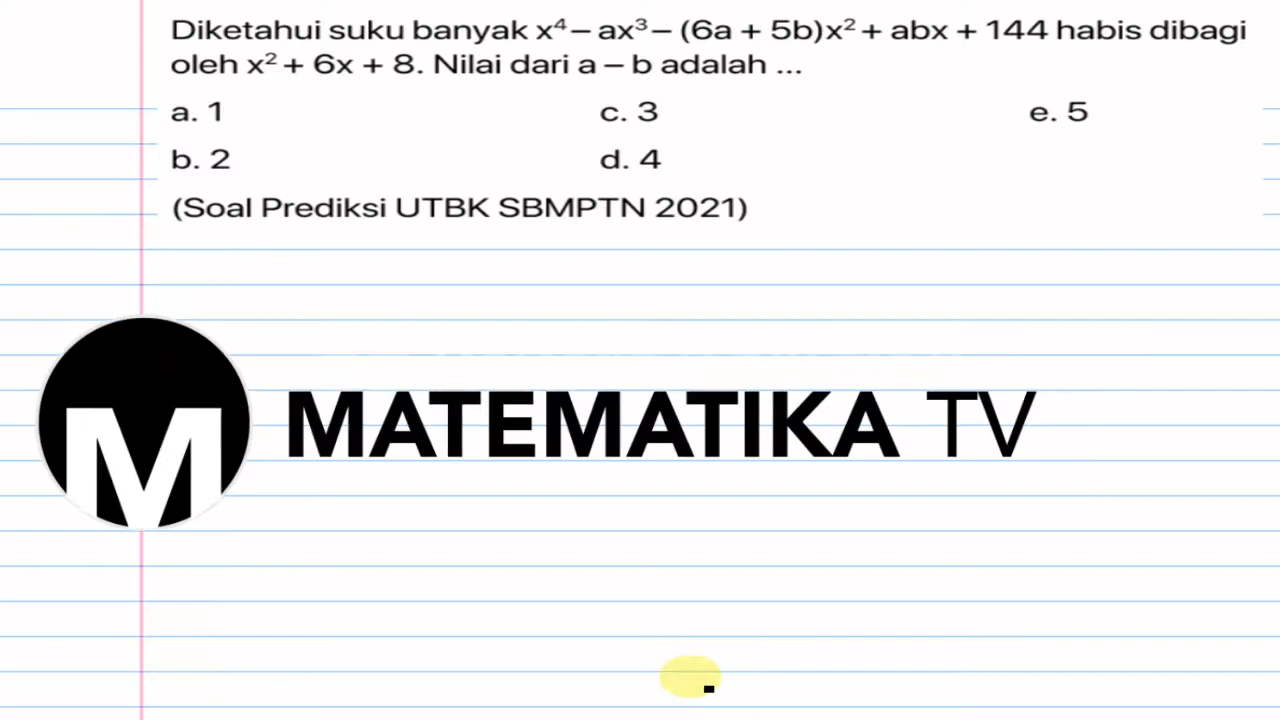 Diketahui suku banyak x⁴ – ax³ – (6a + 5b)x² + abx + 144 habis dibagi
oleh x² + 6x + 8. Nilai dari a – b adalah ...
a. 1 c. 3 e. 5
b. 2 d. 4
(Soal Prediksi UTBK SBMPTN 2021)
M
MATEMATIKA TV